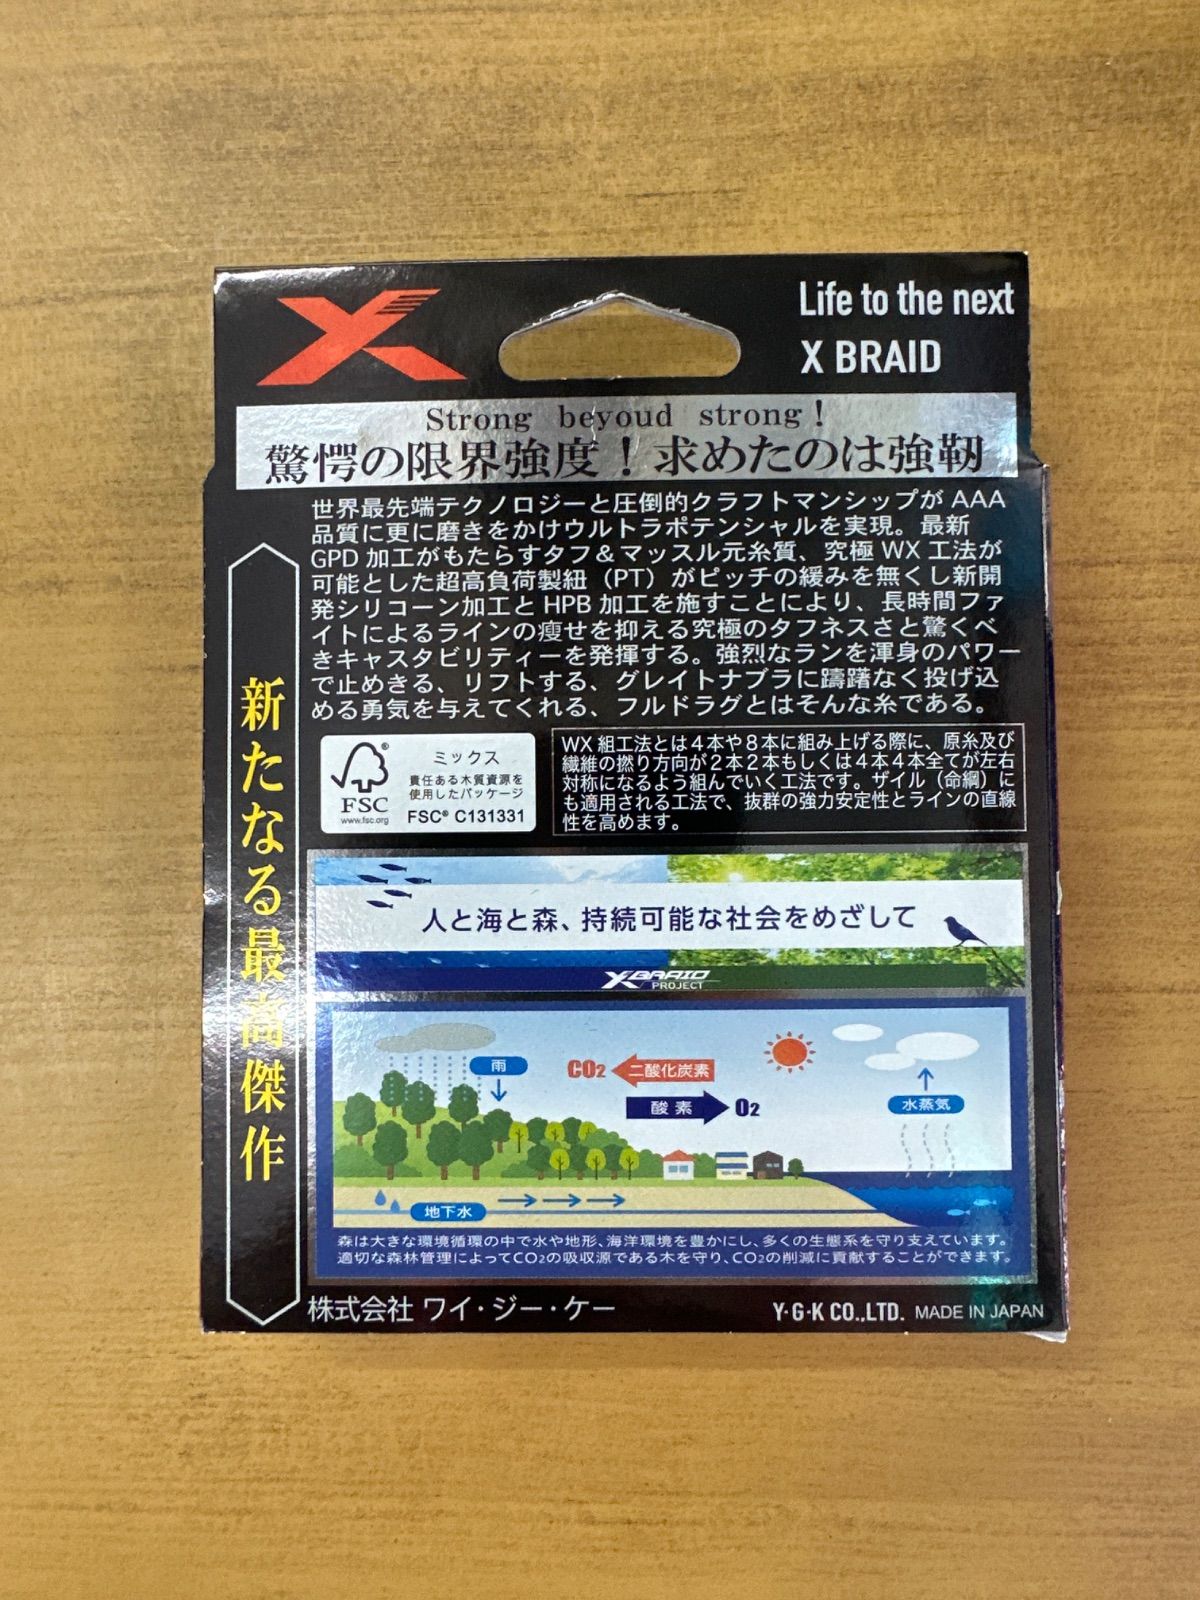 Life to the next
X BRAID
Strong beyoud strong!
驚愕の限界強度！求めたのは強靭
世界最先端テクノロジーと圧倒的クラフトマンシップが AAA
品質に更に磨きをかけウルトラポテンシャルを実現。最新
GPD 加工がもたらすタフ＆マッスル元糸質、究極 WX 工法が
可能とした超高負荷製紐（PT）がピッチの緩みを無くし新開
発シリコーン加工と HPB 加工を施すことにより、長時間ファ
イトによるラインの痩せを抑える究極のタフネスさと驚くべ
きキャスタビリティーを発揮する。強烈なランを渾身のパワー
で止めきる、リフトする、グレイトナブラに躊躇なく投げ込
める勇気を与えてくれる、フルドラグとはそんな糸である。
新たなる最高傑作
FSC®
www.fsc.org
ミックス
責任ある木質資源を
使用したパッケージ
FSC® C131331
WX 組工法とは４本や８本に組み上げる際に、原糸及び
繊維の撚り方向が２本２本もしくは４本４本全てが左右
対称になるよう組んでいく工法です。ザイル（命綱）に
も適用される工法で、抜群の強力安定性とラインの直線
性を高めます。
人と海と森、持続可能な社会をめざして
X BRAID
PROJECT
雨
CO2 二酸化炭素
酸素 O2
水蒸気
地下水
森は大きな環境循環の中で水や地形、海洋環境を豊かにし、多くの生態系を守り支えています。
適切な森林管理によってCO2の吸収源である木を守り、CO2の削減に貢献することができます。
株式会社 ワイ・ジー・ケー
Y·G·K CO.,LTD. MADE IN JAPAN